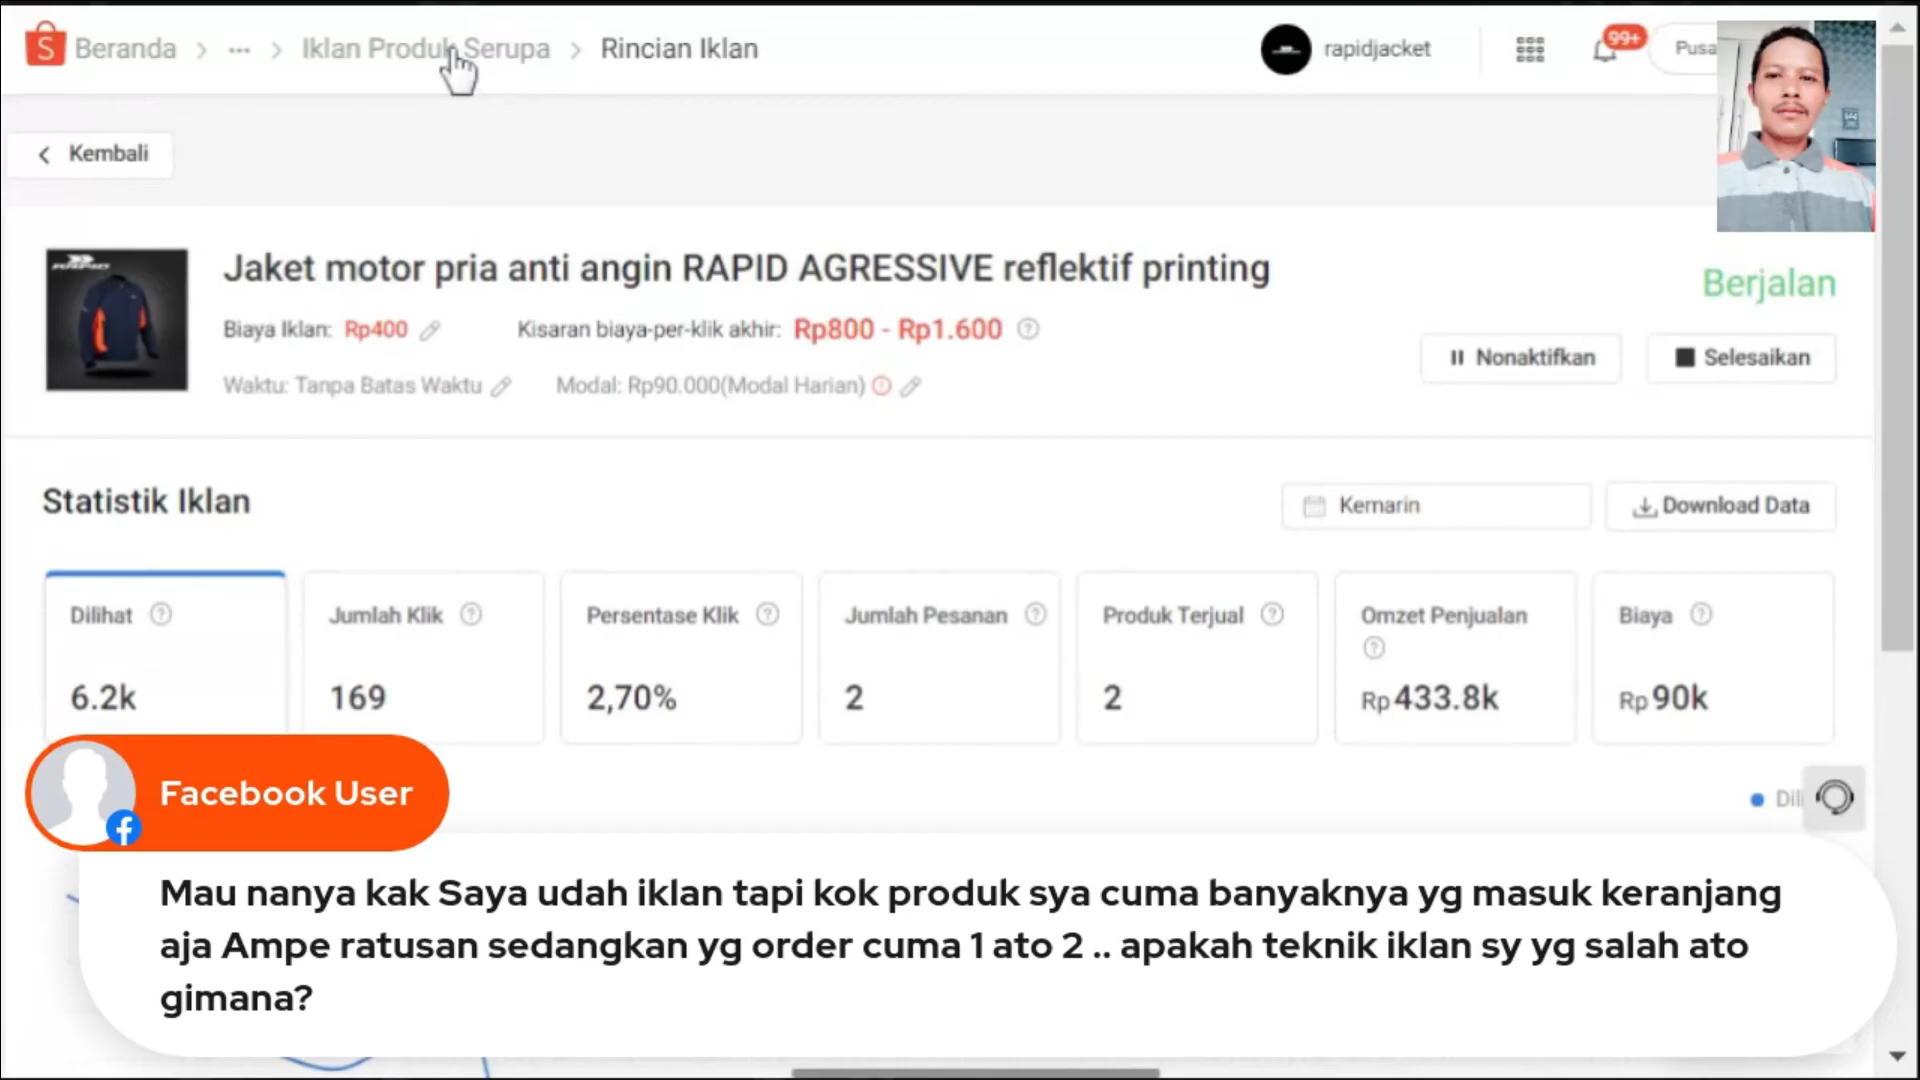 Beranda > ... > Iklan Produk Serupa > Rincian Iklan
rapidjacket
99+
Kembali
RAPID
Jaket motor pria anti angin RAPID AGRESSIVE reflektif printing
Berjalan
Biaya Iklan: Rp400
Kisaran biaya-per-klik akhir: Rp800 - Rp1.600
Nonaktifkan
Selesaikan
Waktu: Tanpa Batas Waktu
Modal: Rp90.000(Modal Harian)
Statistik Iklan
Kemarin
Download Data
Dilihat
Jumlah Klik
Persentase Klik
Jumlah Pesanan
Produk Terjual
Omzet Penjualan
Biaya
6.2k
169
2,70%
2
2
Rp433.8k
Rp90k
Facebook User
Mau nanya kak Saya udah iklan tapi kok produk sya cuma banyaknya yg masuk keranjang
aja Ampe ratusan sedangkan yg order cuma 1 ato 2 .. apakah teknik iklan sy yg salah ato
gimana?